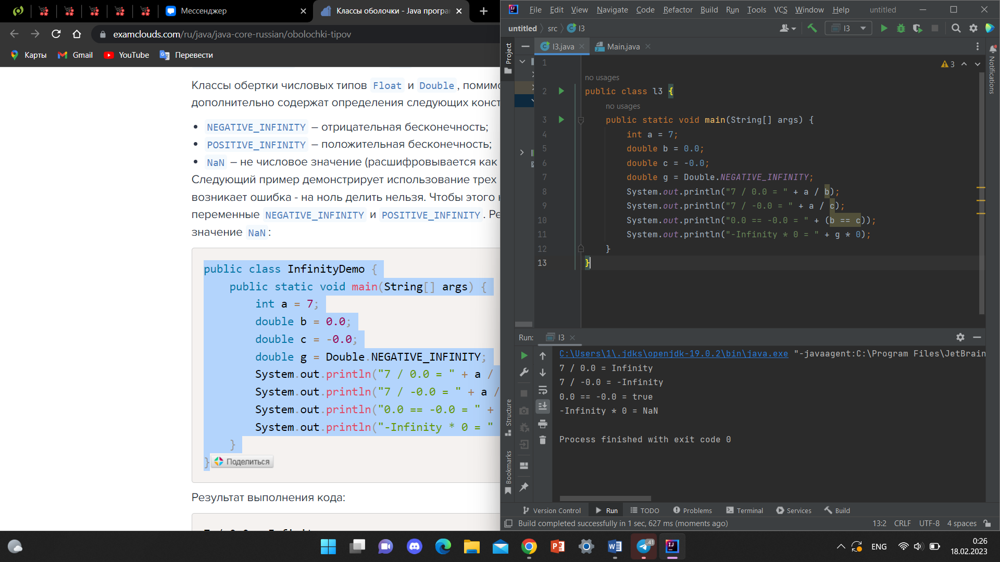 Мессенджер
Классы оболочки - Java програ
File Edit View Navigate Code Refactor Build Run Tools VCS Window Help untitled
examclouds.com/ru/java/java-core-russian/obolochki-tipov
untitled src l3
l3
Карты Gmail YouTube Перевести
Project
l3.java Main.java
Notifications
Классы обертки числовых типов Float и Double, помимо
дополнительно содержат определения следующих конст
NEGATIVE_INFINITY – отрицательная бесконечность;
POSITIVE_INFINITY – положительная бесконечность;
NaN – не числовое значение (расшифровывается как
Следующий пример демонстрирует использование трех
возникает ошибка - на ноль делить нельзя. Чтобы этого
переменные NEGATIVE_INFINITY и POSITIVE_INFINITY. Ре
значение NaN:
public class InfinityDemo {
public static void main(String[] args) {
int a = 7;
double b = 0.0;
double c = -0.0;
double g = Double.NEGATIVE_INFINITY;
System.out.println("7 / 0.0 = " + a /
System.out.println("7 / -0.0 = " + a /
System.out.println("0.0 == -0.0 = " +
System.out.println("-Infinity * 0 = "
}
}
Поделиться
Результат выполнения кода:
1
3
no usages
2 public class l3 {
no usages
3 public static void main(String[] args) {
4 int a = 7;
5 double b = 0.0;
6 double c = -0.0;
7 double g = Double.NEGATIVE_INFINITY;
8 System.out.println("7 / 0.0 = " + a / b);
9 System.out.println("7 / -0.0 = " + a / c);
10 System.out.println("0.0 == -0.0 = " + (b == c));
11 System.out.println("-Infinity * 0 = " + g * 0);
12 }
13 }
Run: l3
C:\Users\1\.jdks\openjdk-19.0.2\bin\java.exe "-javaagent:C:\Program Files\JetBrain
7 / 0.0 = Infinity
7 / -0.0 = -Infinity
0.0 == -0.0 = true
-Infinity * 0 = NaN
Process finished with exit code 0
Structure
Bookmarks
Version Control Run TODO Problems Terminal Services Build
Build completed successfully in 1 sec, 627 ms (moments ago)
13:2 CRLF UTF-8 4 spaces
41
ENG
0:26
18.02.2023